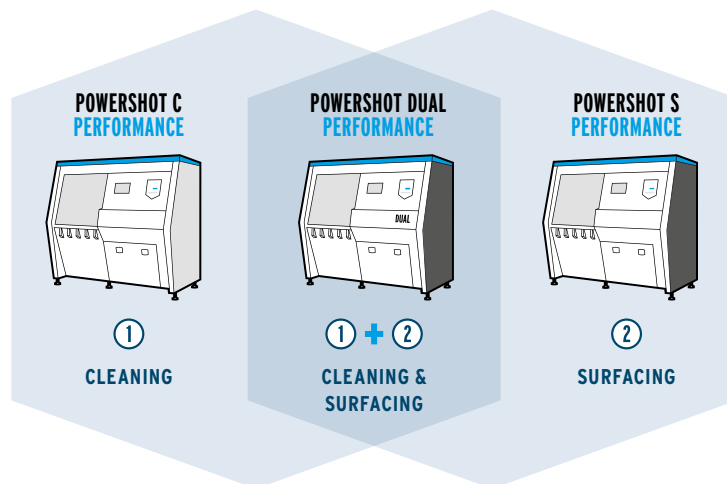 POWERSHOT C
PERFORMANCE
1
CLEANING
POWERSHOT DUAL
PERFORMANCE
DUAL
1 + 2
CLEANING &
SURFACING
POWERSHOT S
PERFORMANCE
2
SURFACING